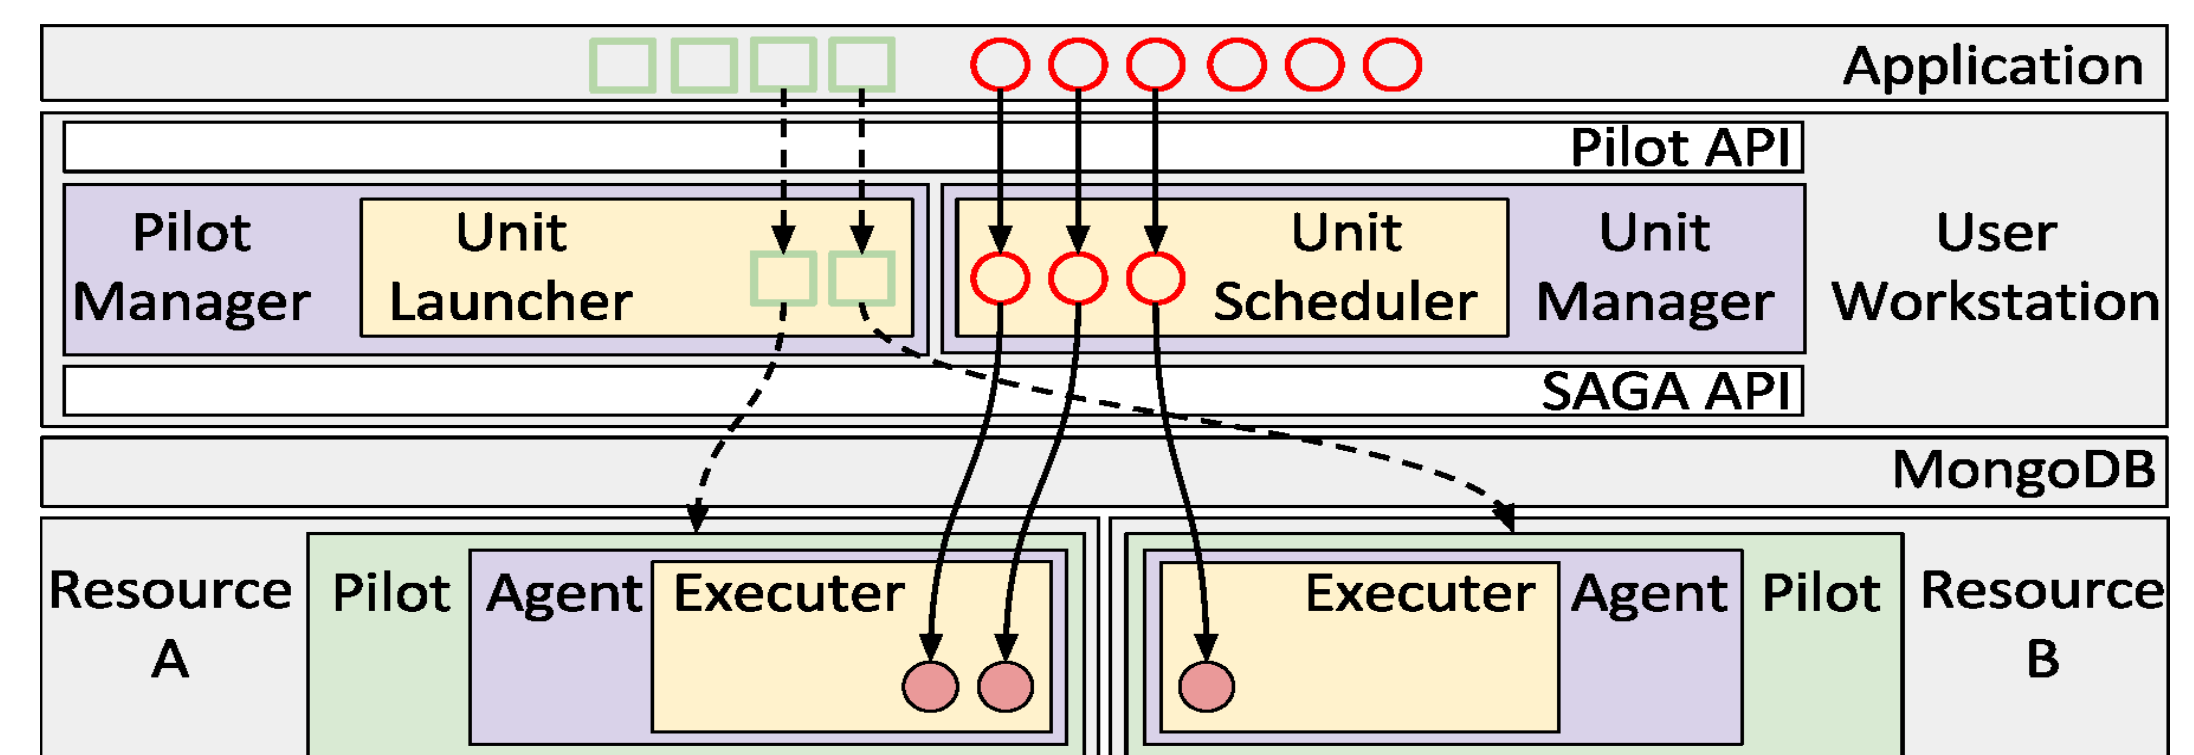 Application
Pilot API
Pilot
Manager
Unit
Launcher
Unit
Scheduler
Unit
Manager
User
Workstation
SAGA API
MongoDB
Resource
A
Pilot
Agent
Executer
Executer
Agent
Pilot
Resource
B